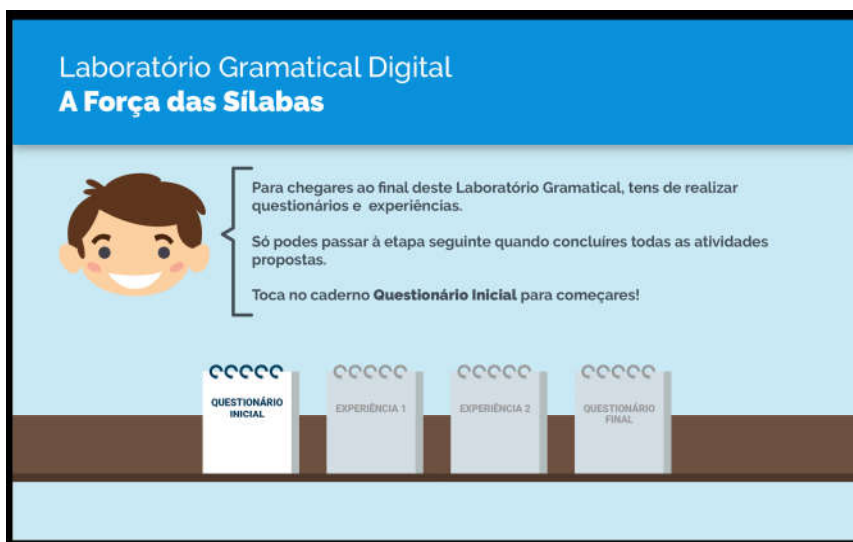 Laboratório Gramatical Digital
A Força das Sílabas
Para chegares ao final deste Laboratório Gramatical, tens de realizar
questionários e experiências.
Só podes passar à etapa seguinte quando concluíres todas as atividades
propostas.
Toca no caderno Questionário Inicial para começares!
QUESTIONÁRIO
INICIAL
EXPERIÊNCIA 1
EXPERIÊNCIA 2
QUESTIONÁRIO
FINAL